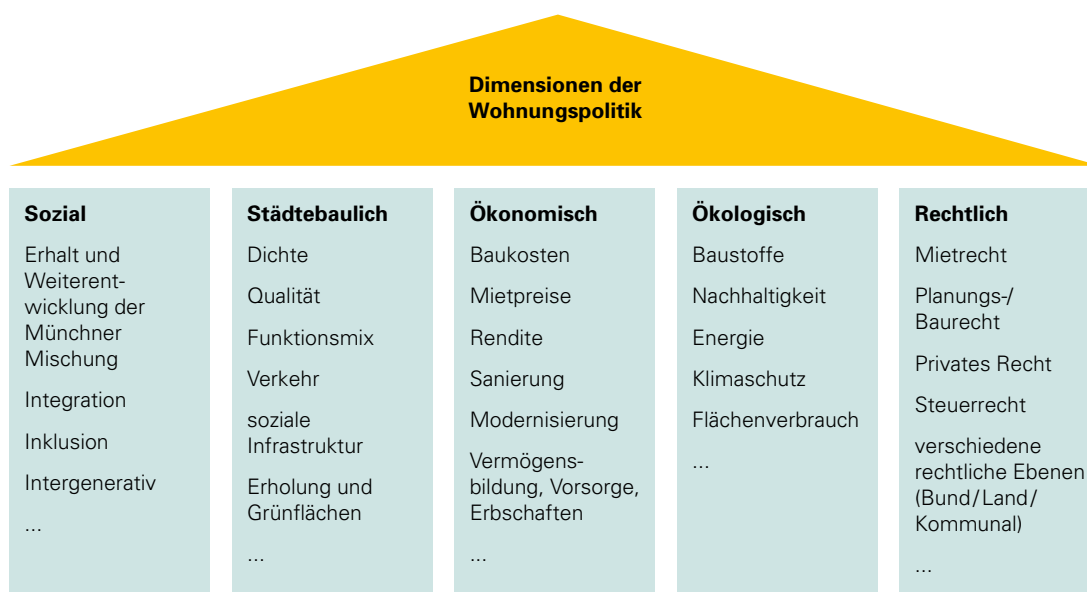 Dimensionen der
Wohnungspolitik
Sozial
Erhalt und
Weiterent-
wicklung der
Münchner
Mischung
Integration
Inklusion
Intergenerativ
...
Städtebaulich
Dichte
Qualität
Funktionsmix
Verkehr
soziale
Infrastruktur
Erholung und
Grünflächen
...
Ökonomisch
Baukosten
Mietpreise
Rendite
Sanierung
Modernisierung
Vermögens-
bildung, Vorsorge,
Erbschaften
...
Ökologisch
Baustoffe
Nachhaltigkeit
Energie
Klimaschutz
Flächenverbrauch
...
Rechtlich
Mietrecht
Planungs-/
Baurecht
Privates Recht
Steuerrecht
verschiedene
rechtliche Ebenen
(Bund/Land/
Kommunal)
...